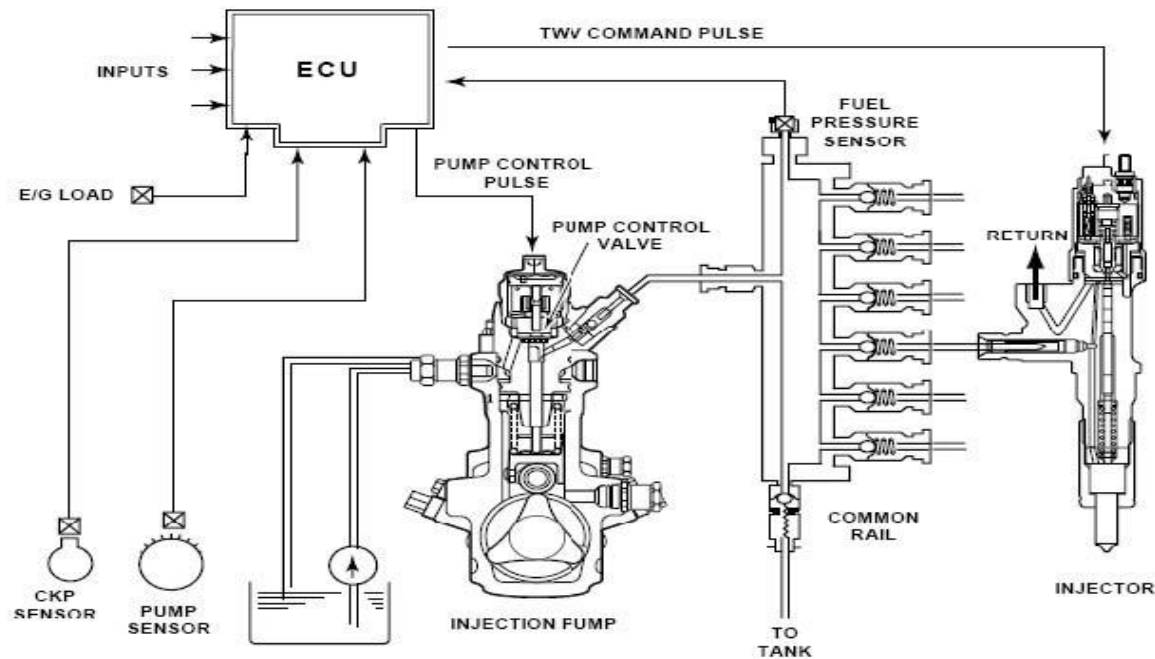 TWV COMMAND PULSE
ECU
INPUTS
FUEL
PRESSURE
SENSOR
PUMP CONTROL
PULSE
E/G LOAD
PUMP CONTROL
VALVE
RETURN
COMMON
RAIL
CKP
SENSOR
PUMP
SENSOR
INJECTION FUMP
TO
TANK
INJECTOR